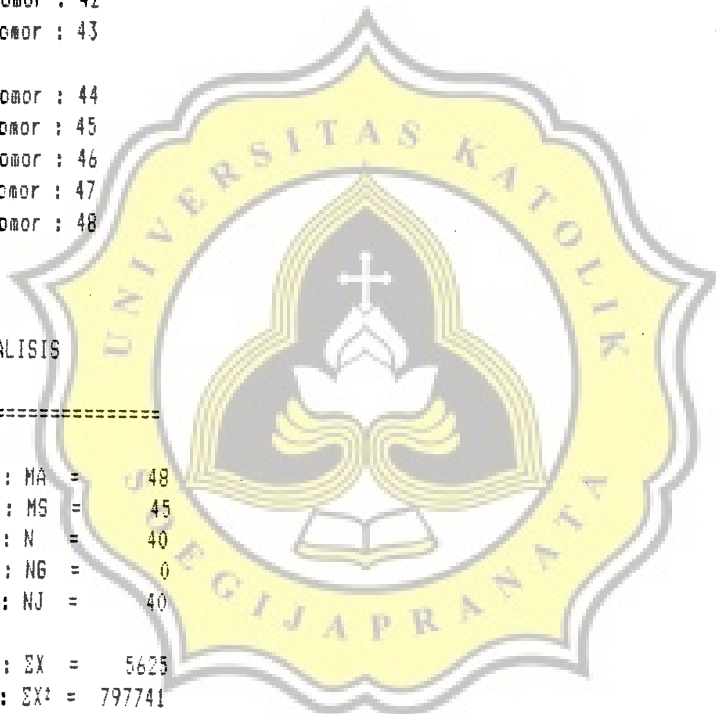 omor : 42
omor : 43
omor : 44
omor : 45
omor : 46
omor : 47
omor : 48
ALISIS
===============
: MA = 48
: MS = 45
: N = 40
: NG = 0
: NJ = 40
: ΣX = 5625
: ΣX² = 797741
UNIVERSITAS KATOLIK
SOEGIJAPRANATA